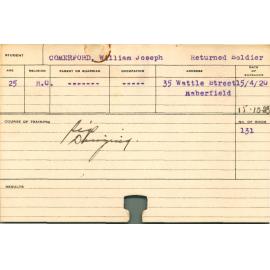 STUDENT
COMERFORD, William Joseph Returned Soldier
AGE RELIGION PARENT OR GUARDIAN OCCUPATION ADDRESS DATE OF ENTRANCE
25 R.C. ------- ----- 35 Wattle Street 15/4/20
Haberfield
COURSE OF TRAINING
NO. OF ROOM
131
RESULTS